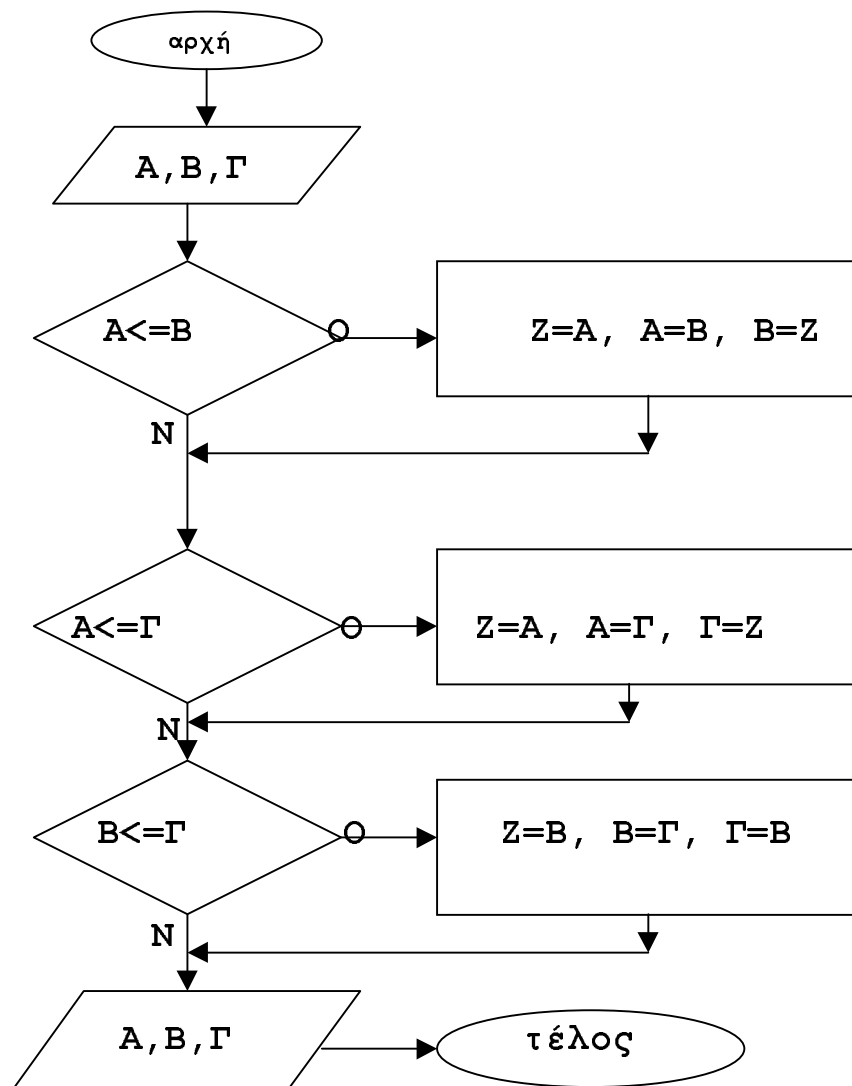 αρχή
Α,Β,Γ
Α<=Β
Ο
Ζ=Α, Α=Β, Β=Ζ
Ν
Α<=Γ
Ο
Ζ=Α, Α=Γ, Γ=Ζ
Ν
Β<=Γ
Ο
Ζ=Β, Β=Γ, Γ=Β
Ν
Α,Β,Γ
τέλος